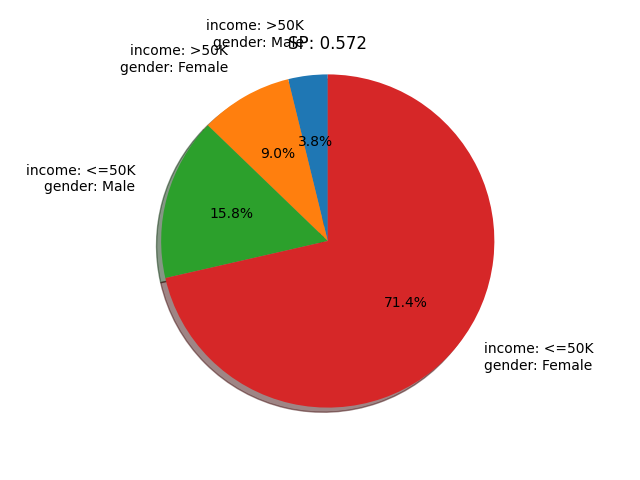 income: >50K
gender: Male
SP: 0.572
income: >50K
gender: Female
3.8%
9.0%
income: <=50K
gender: Male
15.8%
71.4%
income: <=50K
gender: Female